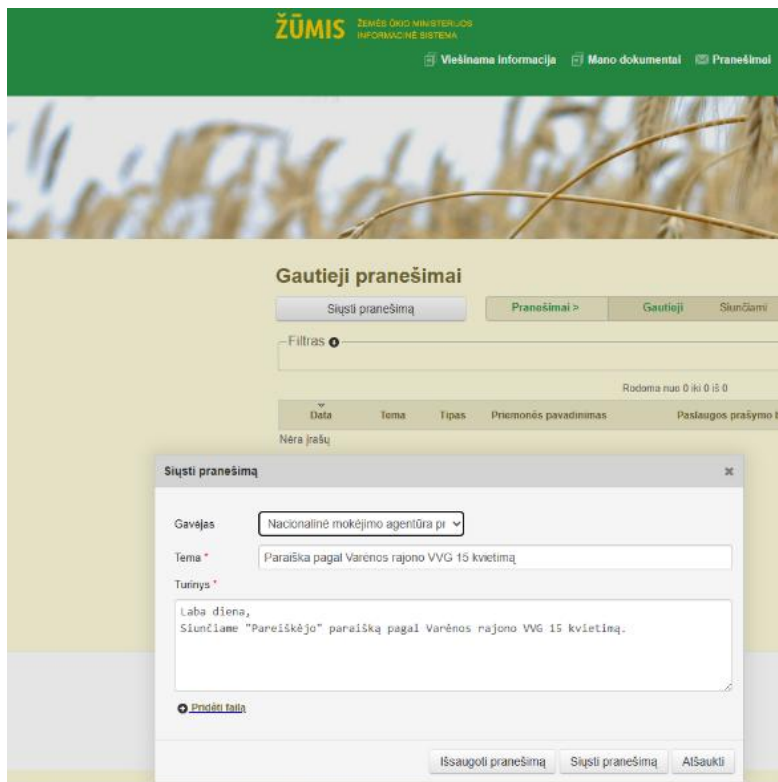 ŽŪMIS ŽEMĖS ŪKIO MINISTERIJOS
INFORMACINĖ SISTEMA
Viešinama informacija Mano dokumentai Pranešimai
Gautieji pranešimai
Siųsti pranešimą Pranešimai > Gautieji Siunčiami
Filtras
Rodoma nuo 0 iki 0 iš 0
Data Tema Tipas Priemonės pavadinimas Paslaugos prašymo
Nėra įrašų
Siųsti pranešimą
Gavėjas Nacionalinė mokėjimo agentūra pr
Tema * Paraiška pagal Varėnos rajono VVG 15 kvietimą
Turinys *
Laba diena,
Siunčiame "Pareiškėjo" paraišką pagal Varėnos rajono VVG 15 kvietimą.
Pridėti failą
Išsaugoti pranešimą Siųsti pranešimą Atšaukti